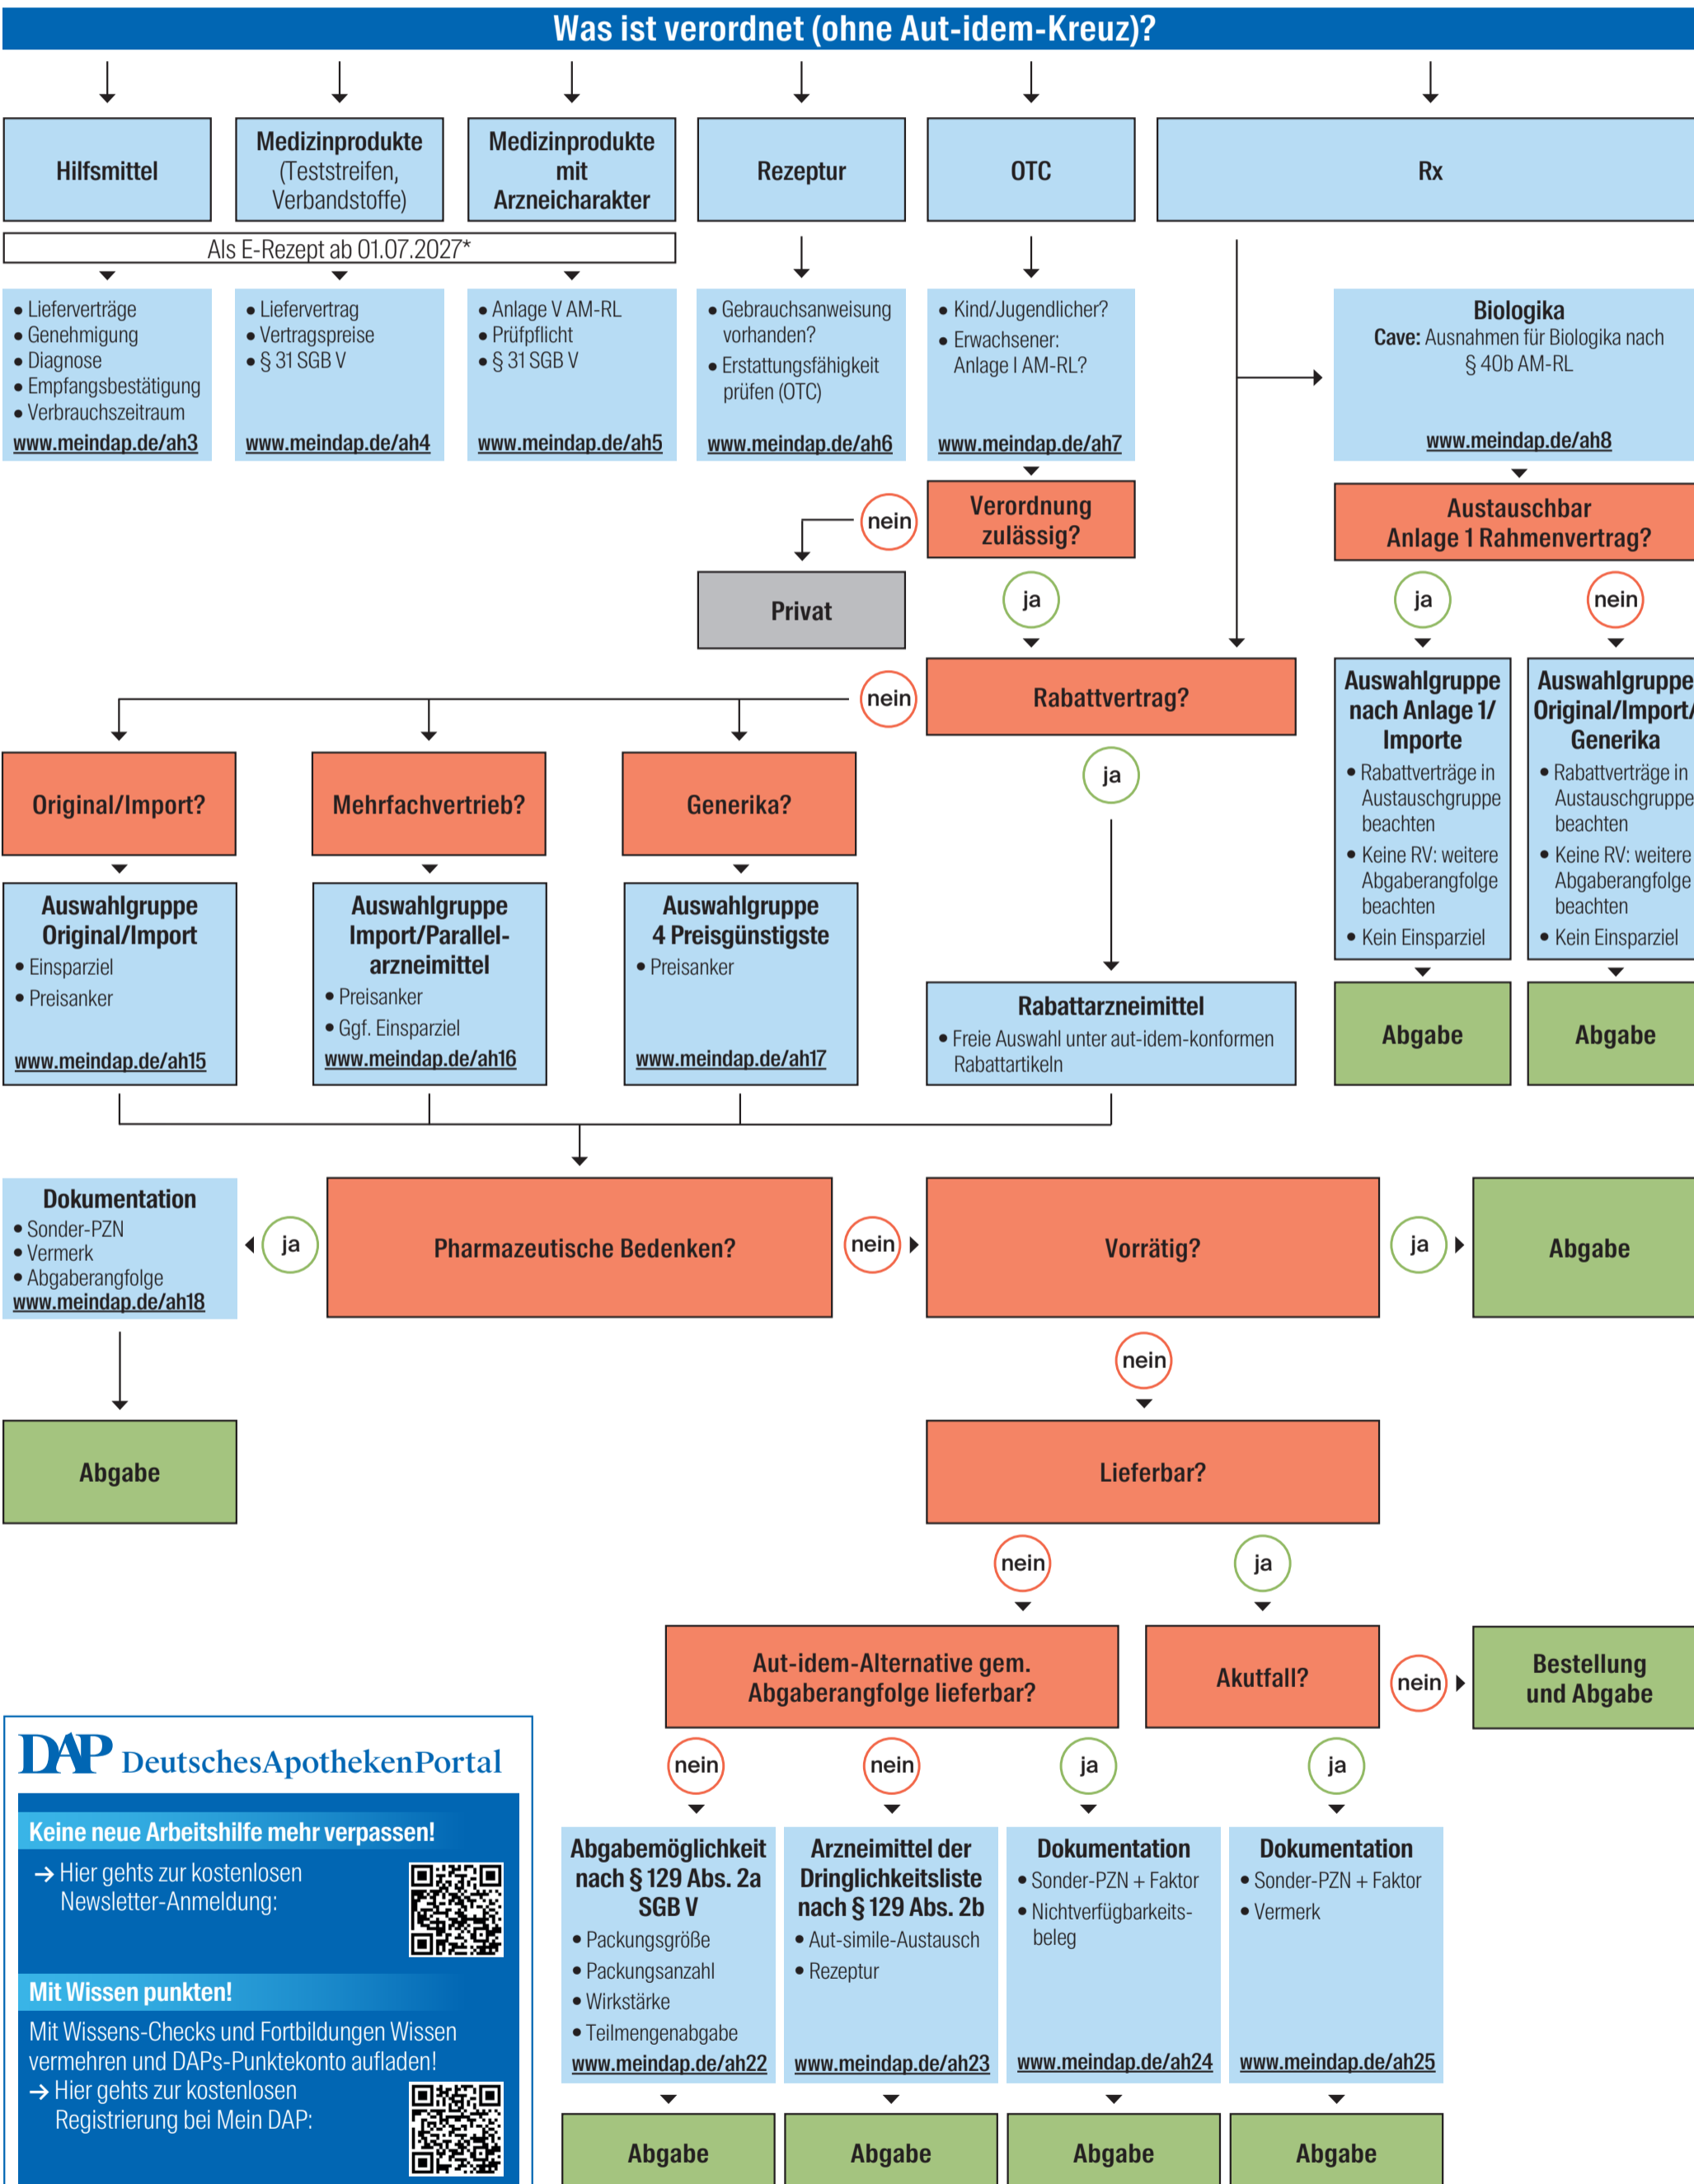 Was ist verordnet (ohne Aut-idem-Kreuz)?
Hilfsmittel
Medizinprodukte
(Teststreifen,
Verbandstoffe)
Medizinprodukte
mit
Arzneicharakter
Rezeptur
OTC
Rx
Als E-Rezept ab 01.07.2027*
• Lieferverträge
• Genehmigung
• Diagnose
• Empfangsbestätigung
• Verbrauchszeitraum
www.meindap.de/ah3
• Liefervertrag
• Vertragspreise
• § 31 SGB V
www.meindap.de/ah4
• Anlage V AM-RL
• Prüfpflicht
• § 31 SGB V
www.meindap.de/ah5
• Gebrauchsanweisung
vorhanden?
• Erstattungsfähigkeit
prüfen (OTC)
www.meindap.de/ah6
• Kind/Jugendlicher?
• Erwachsener:
Anlage I AM-RL?
www.meindap.de/ah7
Biologika
Cave: Ausnahmen für Biologika nach
§ 40b AM-RL
www.meindap.de/ah8
nein
Verordnung
zulässig?
Austauschbar
Anlage 1 Rahmenvertrag?
Privat
ja
ja
nein
nein
Rabattvertrag?
ja
Auswahlgruppe
nach Anlage 1/
Importe
• Rabattverträge in
Austauschgruppe
beachten
• Keine RV: weitere
Abgaberangfolge
beachten
• Kein Einsparziel
Auswahlgruppe
Original/Import/
Generika
• Rabattverträge in
Austauschgruppe
beachten
• Keine RV: weitere
Abgaberangfolge
beachten
• Kein Einsparziel
Original/Import?
Mehrfachvertrieb?
Generika?
Auswahlgruppe
Original/Import
• Einsparziel
• Preisanker
www.meindap.de/ah15
Auswahlgruppe
Import/Parallel-
arzneimittel
• Preisanker
• Ggf. Einsparziel
www.meindap.de/ah16
Auswahlgruppe
4 Preisgünstigste
• Preisanker
www.meindap.de/ah17
Rabattarzneimittel
• Freie Auswahl unter aut-idem-konformen
Rabattartikeln
Abgabe
Abgabe
Dokumentation
• Sonder-PZN
• Vermerk
• Abgaberangfolge
www.meindap.de/ah18
ja
Pharmazeutische Bedenken?
nein
Vorrätig?
ja
Abgabe
nein
Abgabe
Lieferbar?
nein
ja
Aut-idem-Alternative gem.
Abgaberangfolge lieferbar?
Akutfall?
nein
Bestellung
und Abgabe
nein
nein
ja
ja
Abgabemöglichkeit
nach § 129 Abs. 2a
SGB V
• Packungsgröße
• Packungsanzahl
• Wirkstärke
• Teilmengenabgabe
www.meindap.de/ah22
Arzneimittel der
Dringlichkeitsliste
nach § 129 Abs. 2b
• Aut-simile-Austausch
• Rezeptur
www.meindap.de/ah23
Dokumentation
• Sonder-PZN + Faktor
• Nichtverfügbarkeits-
beleg
www.meindap.de/ah24
Dokumentation
• Sonder-PZN + Faktor
• Vermerk
www.meindap.de/ah25
Abgabe
Abgabe
Abgabe
Abgabe
DAP DeutschesApothekenPortal
Keine neue Arbeitshilfe mehr verpassen!
→ Hier gehts zur kostenlosen
Newsletter-Anmeldung:
Mit Wissen punkten!
Mit Wissens-Checks und Fortbildungen Wissen
vermehren und DAPs-Punktekonto aufladen!
→ Hier gehts zur kostenlosen
Registrierung bei Mein DAP: